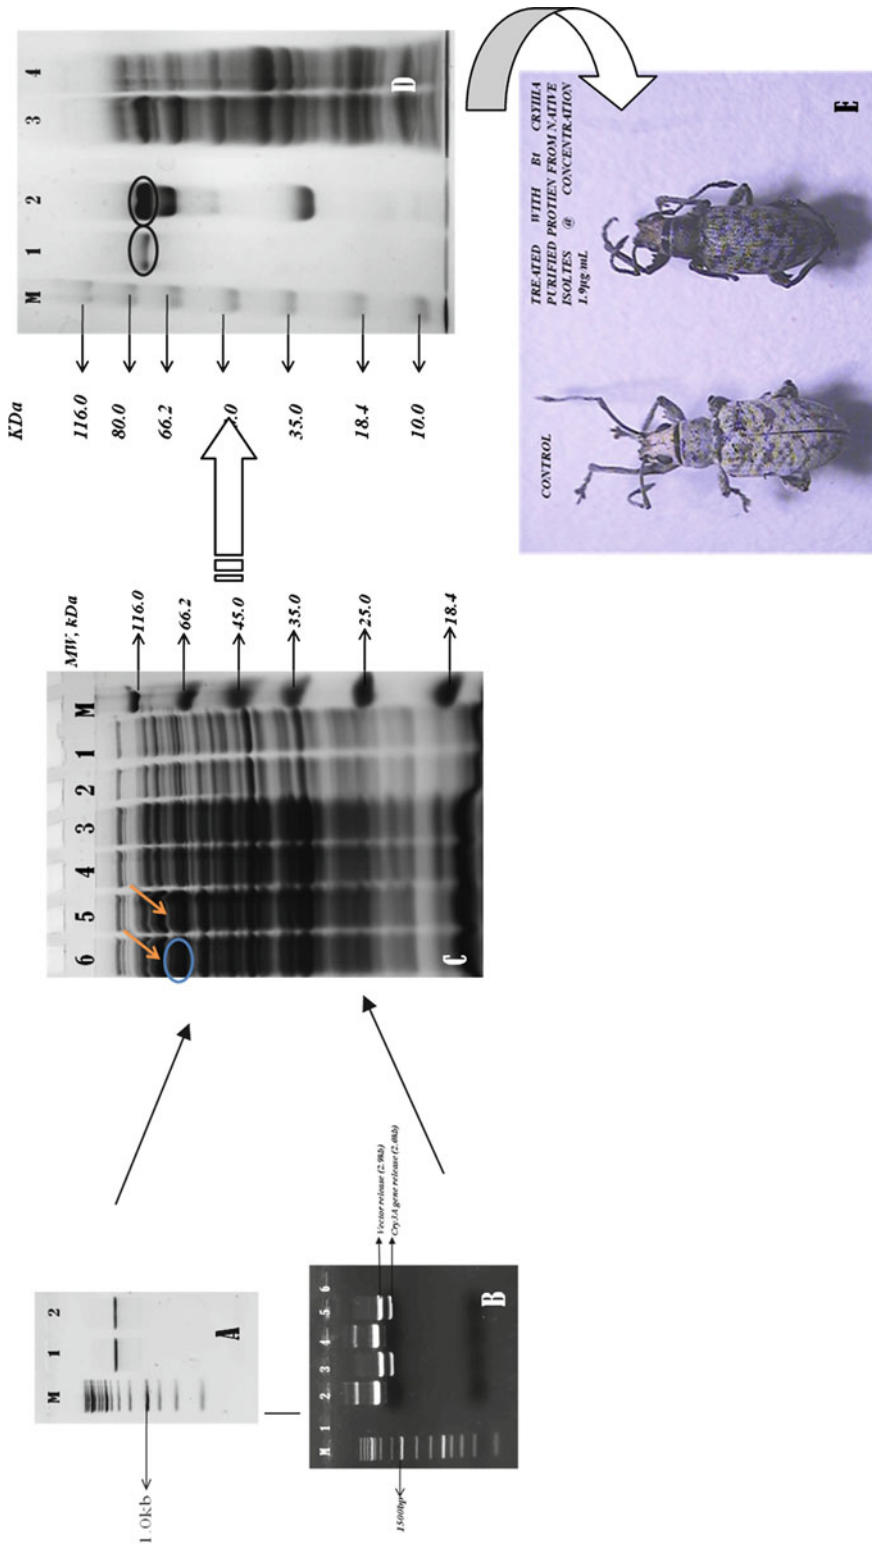 M 1 2
1.0kb
A
M 1 2 3 4 5 6
Vector release (2.9kb)
Cry3A gene release (2.0kb)
1500bp
B
6 5 4 3 2 1 M
MW, kDa
116.0
66.2
45.0
35.0
25.0
18.4
C
KDa
M 1 2 3 4
116.0
80.0
66.2
.0
35.0
18.4
10.0
D
CONTROL
TREATED WITH Bt CRYIIIA
PURIFIED PROTIEN FROM NATIVE
ISOLTES @ CONCENTRATION
1.9µg mL
E